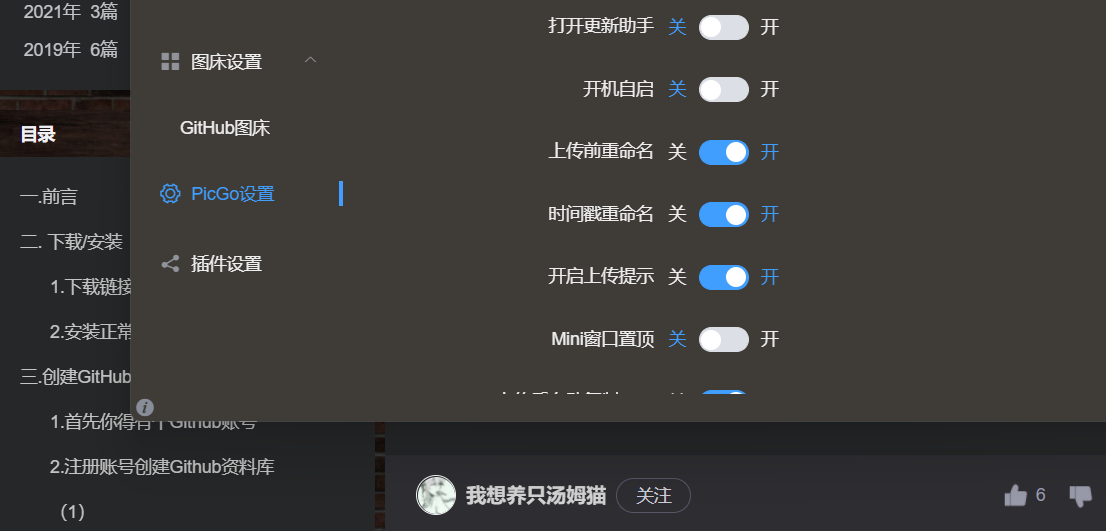 2021年 3篇
2019年 6篇
目录
一.前言
二. 下载/安装
1.下载链接
2.安装正常
三.创建GitHub
1.首先你得有个Github账号
2.注册账号创建Github资料库
(1)
图床设置
GitHub图床
PicGo设置
插件设置
打开更新助手 关 开
开机自启 关 开
上传前重命名 关 开
时间戳重命名 关 开
开启上传提示 关 开
Mini窗口置顶 关 开
我想养只汤姆猫 关注
6